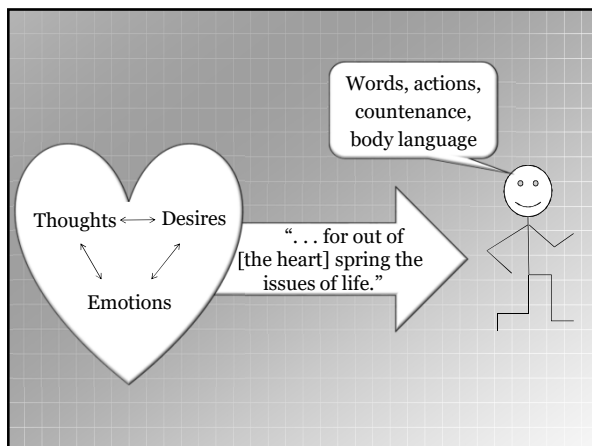 Words, actions,
countenance,
body language
Thoughts Desires
Emotions
“. . . for out of
[the heart] spring the
issues of life.”